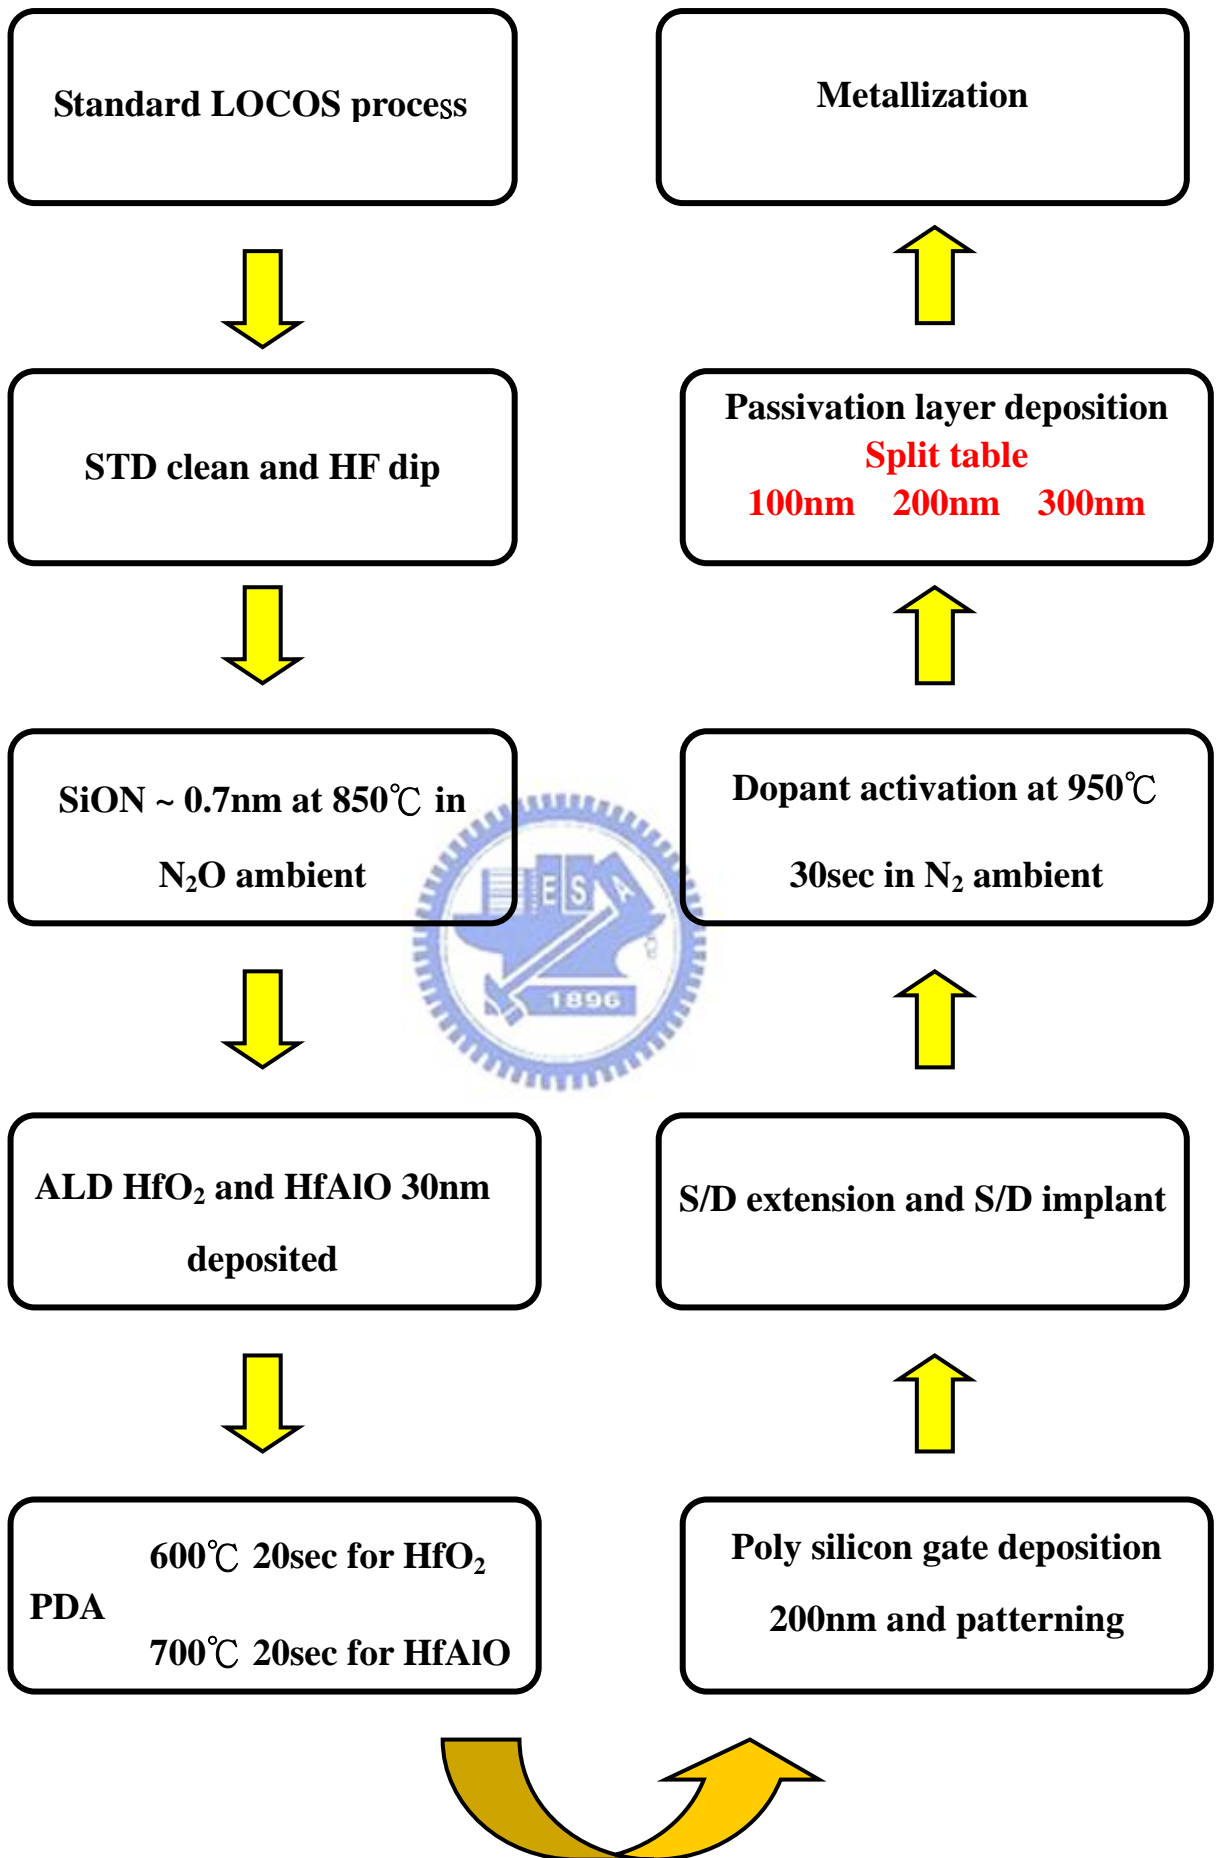 Standard LOCOS process
STD clean and HF dip
SiON ~ 0.7nm at 850℃ in
N₂O ambient
ALD HfO₂ and HfAlO 30nm
deposited
600℃ 20sec for HfO₂
PDA
700℃ 20sec for HfAlO
Poly silicon gate deposition
200nm and patterning
S/D extension and S/D implant
Dopant activation at 950℃
30sec in N₂ ambient
Passivation layer deposition
Split table
100nm 200nm 300nm
Metallization
E S A
1896